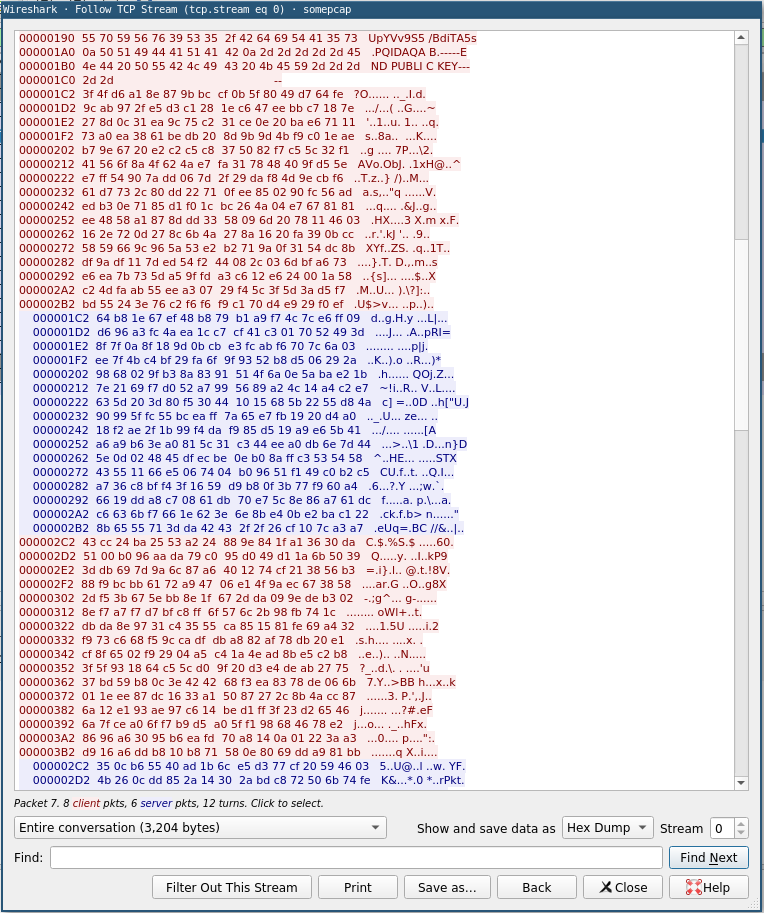 Wireshark · Follow TCP Stream (tcp.stream eq 0) · somepcap
00000190 55 70 59 56 76 39 53 35 2f 42 64 69 54 41 35 73 UpYVv9S5 /BdiTA5s
000001A0 0a 50 51 49 44 41 51 41 42 0a 2d 2d 2d 2d 2d 45 .PQIDAQA B.-----E
000001B0 4e 44 20 50 55 42 4c 49 43 20 4b 45 59 2d 2d 2d ND PUBLI C KEY---
000001C0 2d 2d --
000001C2 3f 4f d6 a1 8e 87 9b bc cf 0b 5f 80 49 d7 64 fe ?O...... .._.I.d.
000001D2 9c ab 97 2f e5 d3 c1 28 1e c6 47 ee bb c7 18 7e .../...( ..G....~
000001E2 27 8d 0c 31 ea 9c 75 c2 31 ce 0e 20 ba e6 71 11 '..1..u. 1.. ..q.
000001F2 73 a0 ea 38 61 be db 20 8d 9b 9d 4b f9 c0 1e ae s..8a.. ...K....
00000202 b7 9e 67 20 e2 c2 c5 c8 37 50 82 f7 c5 5c 32 f1 ..g .... 7P...\2.
00000212 41 56 6f 8a 4f 62 4a e7 fa 31 78 48 40 9f d5 5e AVo.ObJ. .1xH@..^
00000222 e7 ff 54 90 7a dd 06 7d 2f 29 da f8 4d 9e cb f6 ..T.z..} /)..M...
00000232 61 d7 73 2c 80 dd 22 71 0f ee 85 02 90 fc 56 ad a.s,.."q ......V.
00000242 ed b3 0e 71 85 d1 f0 1c bc 26 4a 04 e7 67 81 81 ...q.... .&J..g..
00000252 ee 48 58 a1 87 8d dd 33 58 09 6d 20 78 11 46 03 .HX....3 X.m x.F.
00000262 16 2e 72 0d 27 8c 6b 4a 27 8a 16 20 fa 39 0b cc ..r.'.kJ '.. .9..
00000272 58 59 66 9c 96 5a 53 e2 b2 71 9a 0f 31 54 dc 8b XYf..ZS. .q..1T..
00000282 df 9a df 11 7d ed 54 f2 44 08 2c 03 6d bf a6 73 ....}.T. D.,.m..s
00000292 e6 ea 7b 73 5d a5 9f fd a3 c6 12 e6 24 00 1a 58 ..{s]... ....$..X
000002A2 c2 4d fa ab 55 ee a3 07 29 f4 5c 3f 5d 3a d5 f7 .M..U... ).\?]:..
000002B2 bd 55 24 3e 76 c2 f6 f6 f9 c1 70 d4 e9 29 f0 ef .U$>v... ..p..)..
000001C2 64 b8 1e 67 ef 48 b8 79 b1 a9 f7 4c 7c e6 ff 09 d..g.H.y ...L|...
000001D2 d6 96 a3 fc 4a ea 1c c7 cf 41 c3 01 70 52 49 3d ....J... .A..pRI=
000001E2 8f 7f 0a 8f 18 9d 0b cb e3 fc ab f6 70 7c 6a 03 ........ ....p|j.
000001F2 ee 7f 4b c4 bf 29 fa 6f 9f 93 52 b8 d5 06 29 2a ..K..).o ..R...)*
00000202 98 68 02 9f b3 8a 83 91 51 4f 6a 0e 5a ba e2 1b .h...... QOj.Z...
00000212 7e 21 69 f7 d0 52 a7 99 56 89 a2 4c 14 a4 c2 e7 ~!i..R.. V..L....
00000222 63 5d 20 3d 80 f5 30 44 10 15 68 5b 22 55 d8 4a c] =..0D ..h["U.J
00000232 90 99 5f fc 55 bc ea ff 7a 65 e7 fb 19 20 d4 a0 .._.U... ze... ..
00000242 18 f2 ae 2f 1b 99 f4 da f9 85 d5 19 a9 e6 5b 41 .../.... ......[A
00000252 a6 a9 b6 3e a0 81 5c 31 c3 44 ee a0 db 6e 7d 44 ...>..\1 .D...n}D
00000262 5e 0d 02 48 45 df ec be 0e b0 8a ff c3 53 54 58 ^..HE... .....STX
00000272 43 55 11 66 e5 06 74 04 b0 96 51 f1 49 c0 b2 c5 CU.f..t. ..Q.I...
00000282 a7 36 c8 bf f4 3f 16 59 d9 b8 0f 3b 77 f9 60 a4 .6...?.Y ...;w.`.
00000292 66 19 dd a8 c7 08 61 db 70 e7 5c 8e 86 a7 61 dc f.....a. p.\...a.
000002A2 c6 63 6b f7 66 1e 62 3e 6e 8b e4 0b e2 ba c1 22 .ck.f.b> n......"
000002B2 8b 65 55 71 3d da 42 43 2f 2f 26 cf 10 7c a3 a7 .eUq=.BC //&..|..
000002C2 43 cc 24 ba 25 53 a2 24 88 9e 84 1f a1 36 30 da C.$.%S.$ .....60.
000002D2 51 00 b0 96 aa da 79 c0 95 d0 49 d1 1a 6b 50 39 Q.....y. ..I..kP9
000002E2 3d db 69 7d 9a 6c 87 a6 40 12 74 cf 21 38 56 b3 =.i}.l.. @.t.!8V.
000002F2 88 f9 bc bb 61 72 a9 47 06 e1 4f 9a ec 67 38 58 ....ar.G ..O..g8X
00000302 2d f5 3b 67 5e bb 8e 1f 67 2d da 09 9e de b3 02 -.;g^... g-......
00000312 8e f7 a7 f7 d7 bf c8 ff 6f 57 6c 2b 98 fb 74 1c ........ oWl+..t.
00000322 db da 8e 97 31 c4 35 55 ca 85 15 81 fe 69 a4 32 ....1.5U .....i.2
00000332 f9 73 c6 68 f5 9c ca df db a8 82 af 78 db 20 e1 .s.h.... ....x. .
00000342 cf 8f 65 02 f9 29 04 a5 c4 1a 4e ad 8b e5 c2 b8 ..e..).. ..N.....
00000352 3f 5f 93 18 64 c5 5c d0 9f 20 d3 e4 de ab 27 75 ?_..d.\. . ....'u
00000362 37 bd 59 b8 0c 3e 42 42 68 f3 ea 83 78 de 06 6b 7.Y..>BB h...x..k
00000372 01 1e ee 87 dc 16 33 a1 50 87 27 2c 8b 4a cc 87 ......3. P.',.J..
00000382 6a 12 e1 93 ae 97 c6 14 be d1 ff 3f 23 d2 65 46 j....... ...?#.eF
00000392 6a 7f ce a0 6f f7 b9 d5 a0 5f f1 98 68 46 78 e2 j...o... ._..hFx.
000003A2 86 96 a6 30 95 b6 ea fd 70 a8 14 0a 01 22 3a a3 ...0.... p....":.
000003B2 d9 16 a6 dd b8 10 b8 71 58 0e 80 69 dd a9 81 bb .......q X..i....
000002C2 35 0c b6 55 40 ad 1b 6c e5 d3 77 cf 20 59 46 03 5..U@..l ..w. YF.
000002D2 4b 26 0c dd 85 2a 14 30 2a bd c8 72 50 6b 74 fe K&...*.0 *..rPkt.
Packet 7. 8 client pkts, 6 server pkts, 12 turns. Click to select.
Entire conversation (3,204 bytes)
Show and save data as
Hex Dump
Stream
0
Find:
Find Next
Filter Out This Stream
Print
Save as...
Back
Close
Help